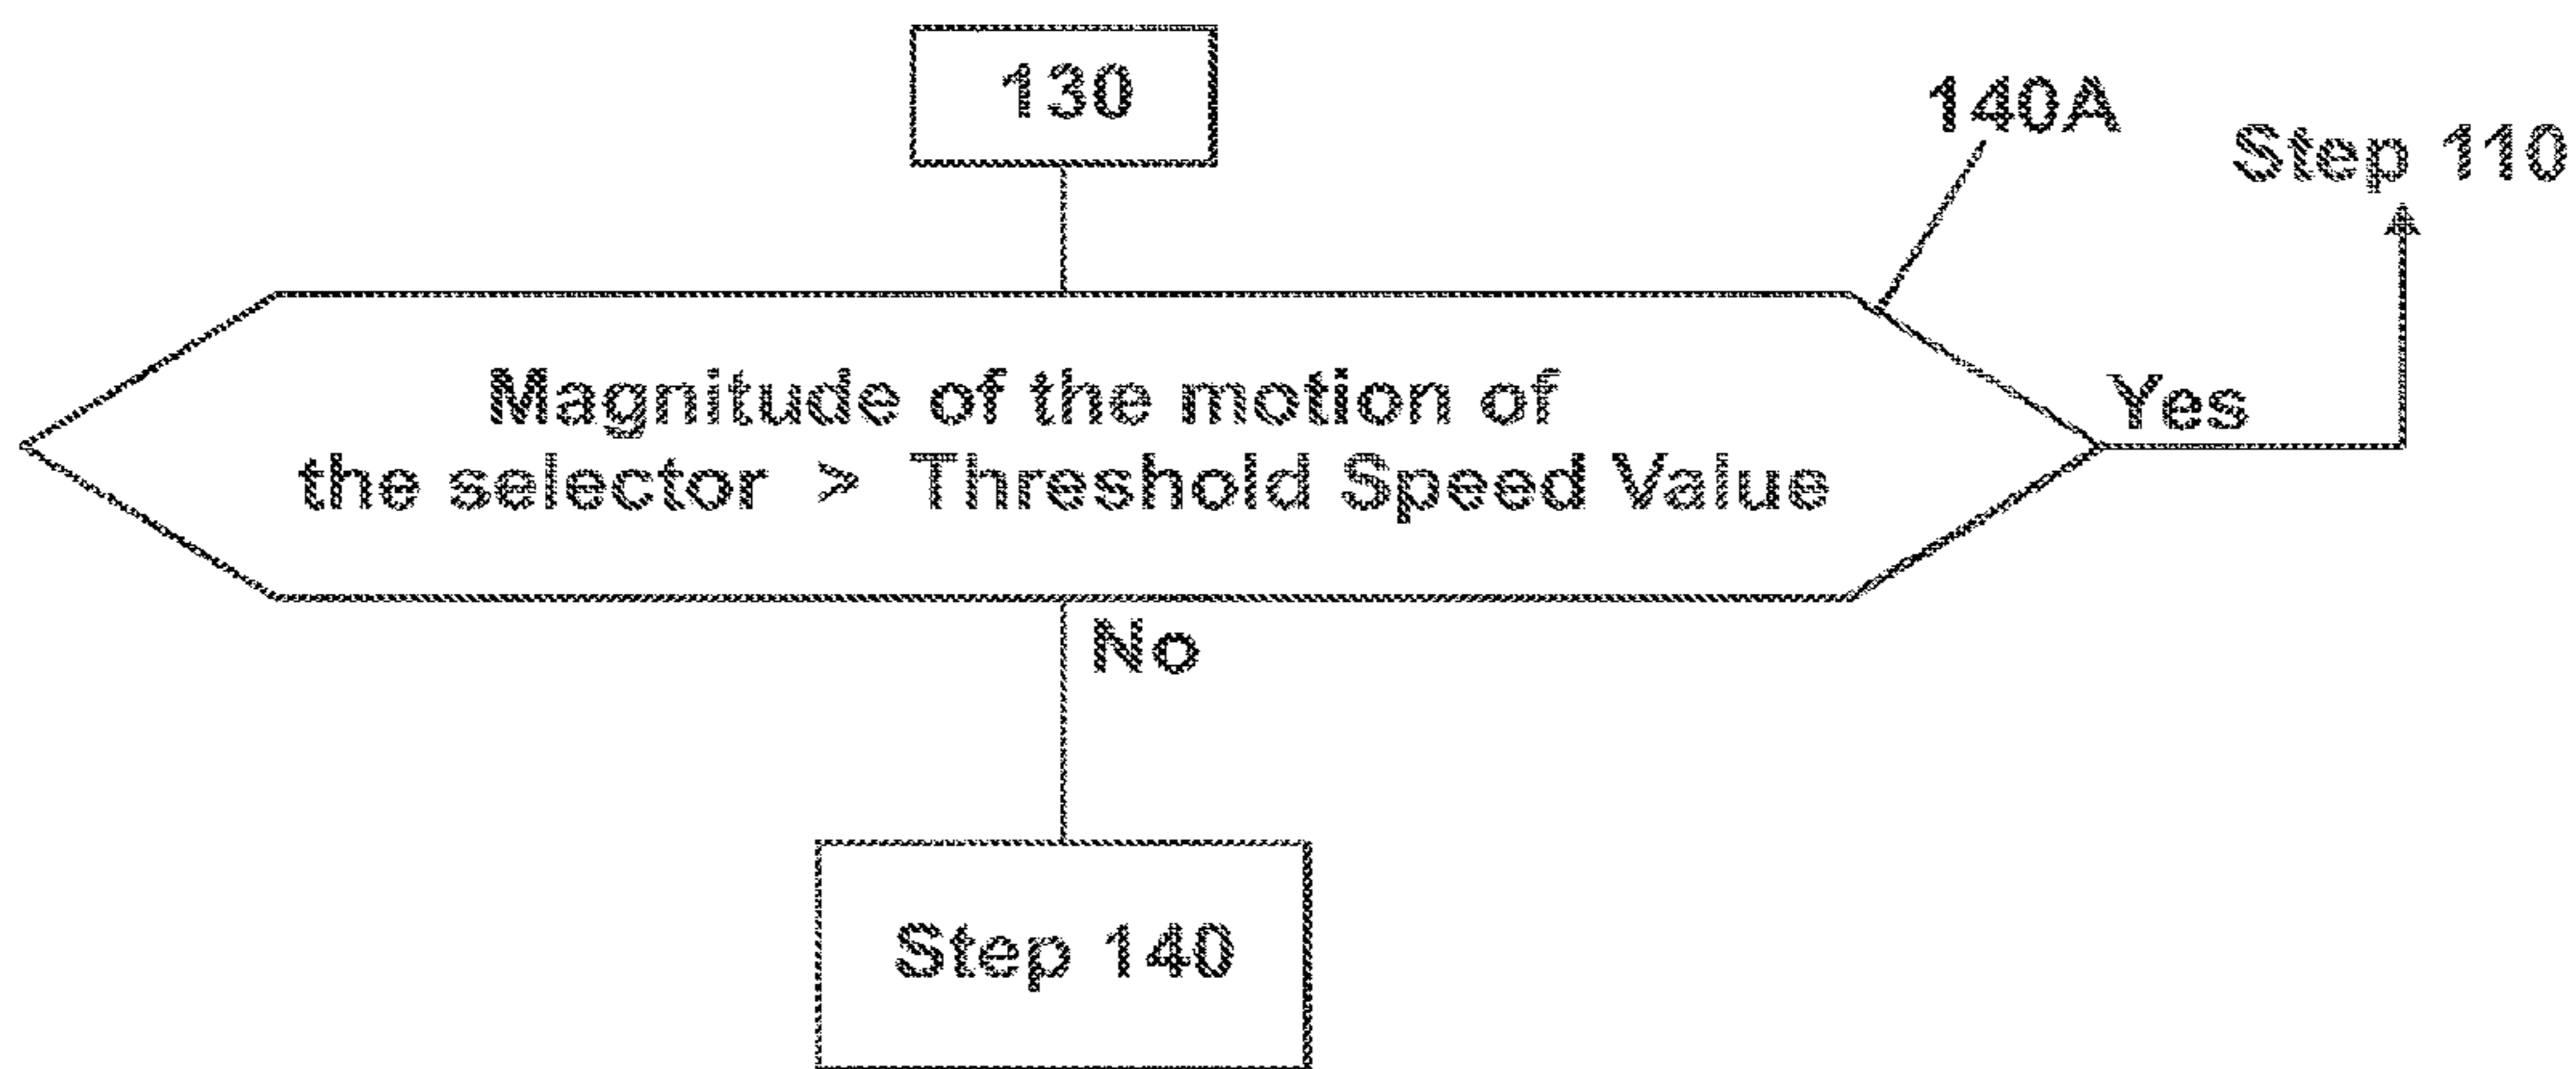 130
140A
Step 110
Magnitude of the motion of
the selector > Threshold Speed Value
Yes
No
Step 140